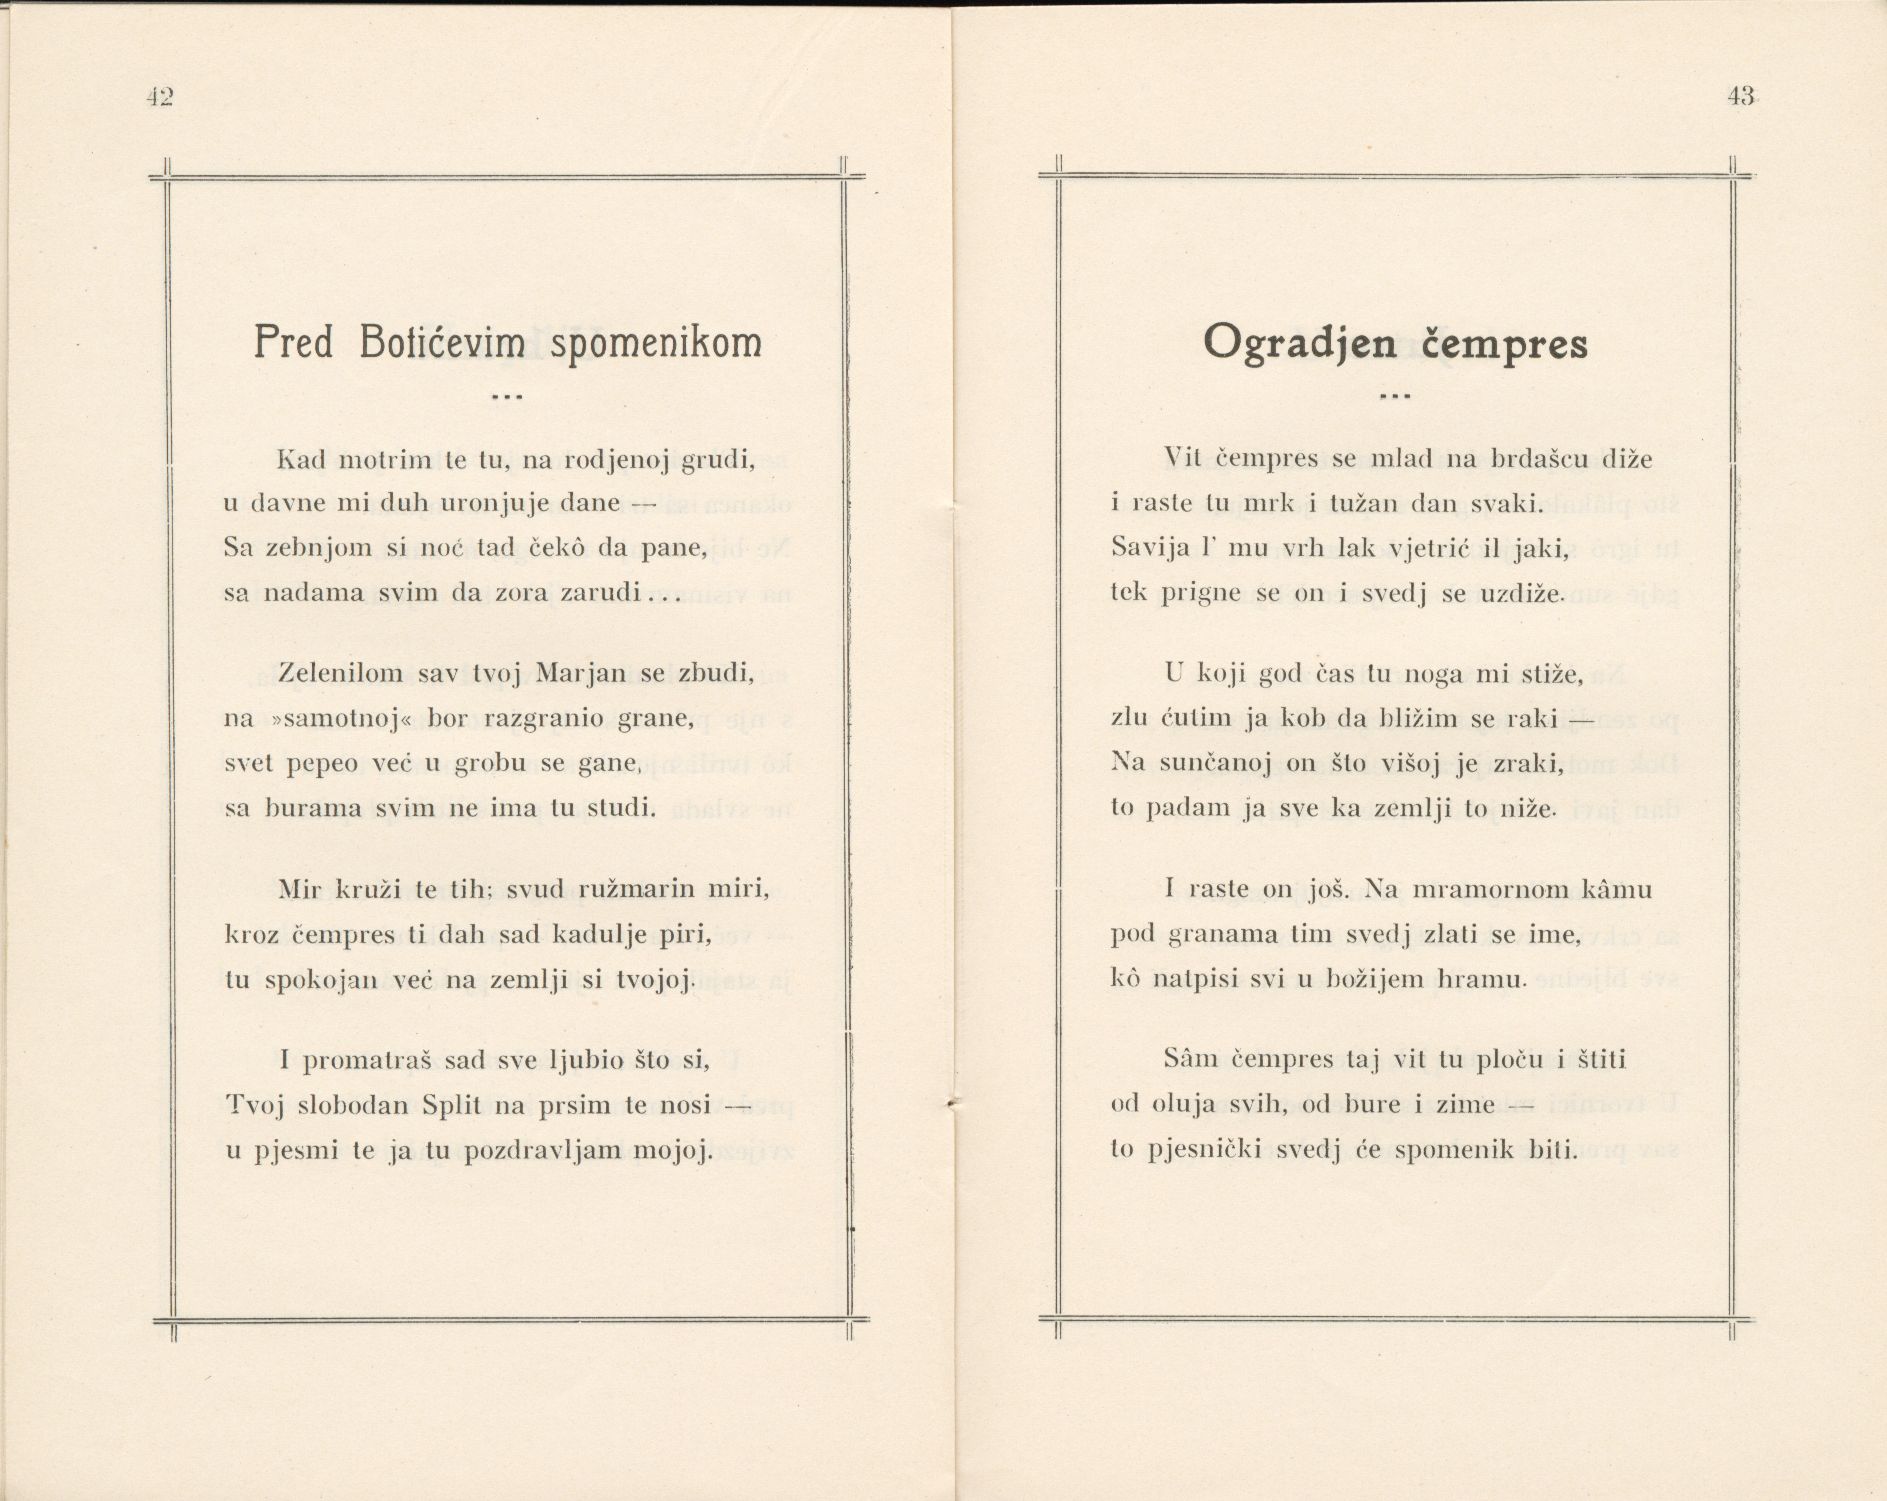 42
Pred Botićevim spomenikom
...
Kad motrim te tu, na rodjenoj grudi,
u davne mi duh uronjuje dane —
Sa zebnjom si noć tad čekô da pane,
sa nadama svim da zora zarudi...
Zelenilom sav tvoj Marjan se zbudi,
na »samotnoj« bor razgranio grane,
svet pepeo već u grobu se gane,
sa burama svim ne ima tu studi.
Mir kruži te tih; svud ružmarin miri,
kroz čempres ti dah sad kadulje piri,
tu spokojan već na zemlji si tvojoj.
I promatraš sad sve ljubio što si,
Tvoj slobodan Split na prsim te nosi —
u pjesmi te ja tu pozdravljam mojoj.
43
Ogradjen čempres
...
Vit čempres se mlad na brdašcu diže
i raste tu mrk i tužan dan svaki.
Savija l' mu vrh lak vjetrić il jaki,
tek prigne se on i svedj se uzdiže.
U koji god čas tu noga mi stiže,
zlu ćutim ja kob da bližim se raki —
Na sunčanoj on što višoj je zraki,
to padam ja sve ka zemlji to niže.
I raste on još. Na mramornom kâmu
pod granama tim svedj zlati se ime,
kô natpisi svi u božijem hramu.
Sâm čempres taj vit tu ploču i štiti
od oluja svih, od bure i zime —
to pjesnički svedj će spomenik biti.